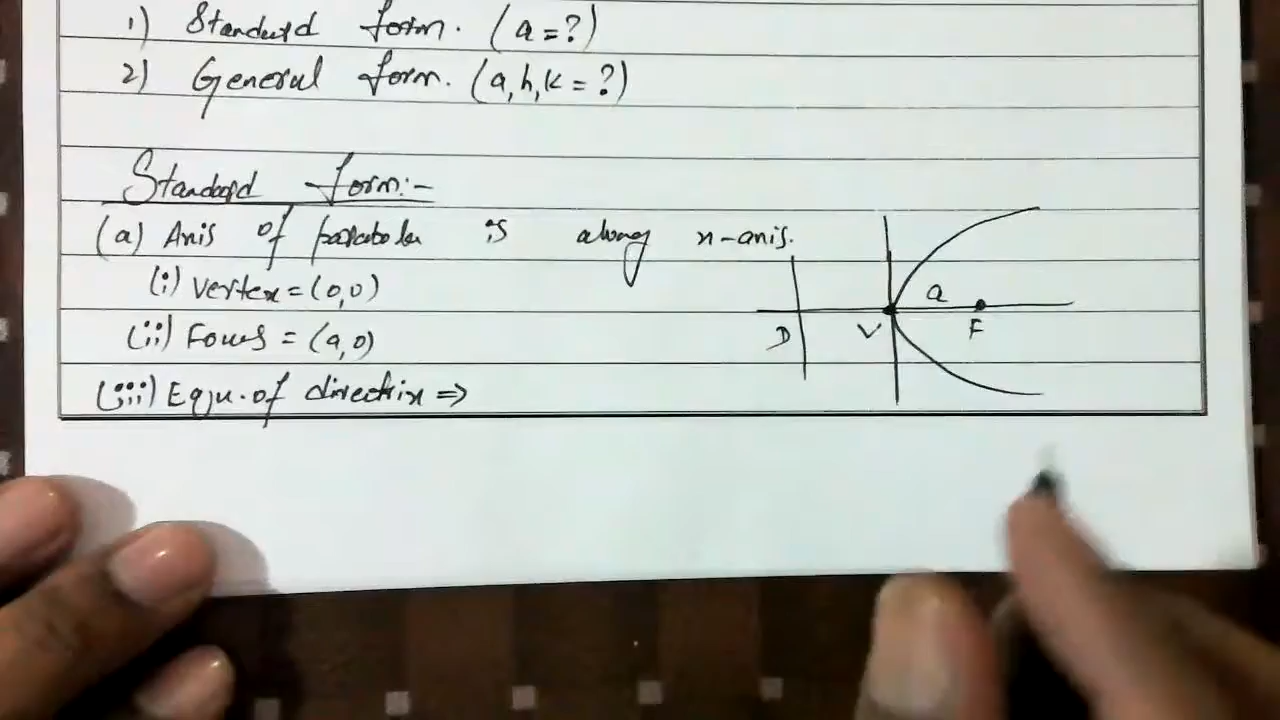 1) Standard form. (a=?)
2) General form. (a,h,k=?)
Standard form:-
(a) Axis of parabola is along x-axis.
(i) Vertex=(0,0)
(ii) Focus = (a,0)
(iii) Equ. of directrix ⇒
a
D V F